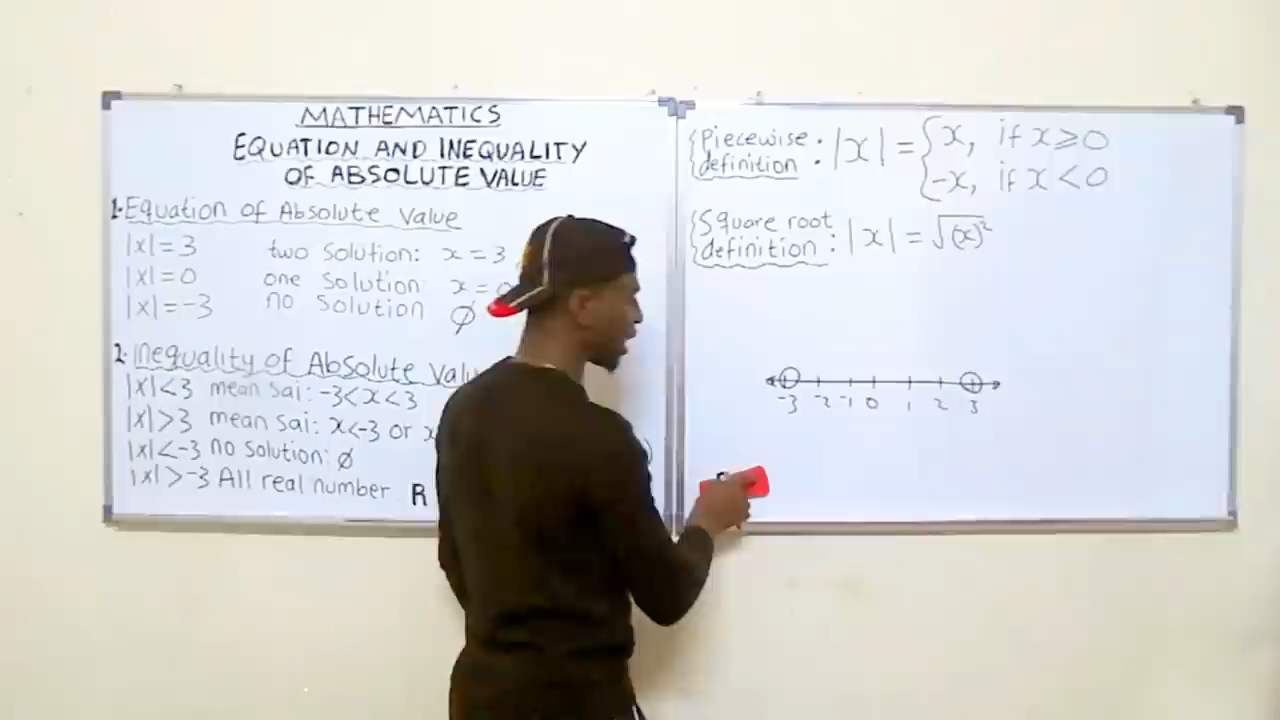 MATHEMATICS
EQUATION AND INEQUALITY
OF ABSOLUTE VALUE
1. Equation of Absolute Value
|x|=3 two solution: x=3
|x|=0 one solution: x=0
|x|=-3 no solution ∅
2. Inequality of Absolute Valu
|x|<3 mean sai: -3<x<3
|x|>3 mean sai: x<-3 or x
|x|<-3 no solution: ∅
|x|>-3 All real number R
Piecewise definition: |x| = { x, if x≥0
-x, if x<0
Square root
definition: |x| = √(x)²
-3 -2 -1 0 1 2 3